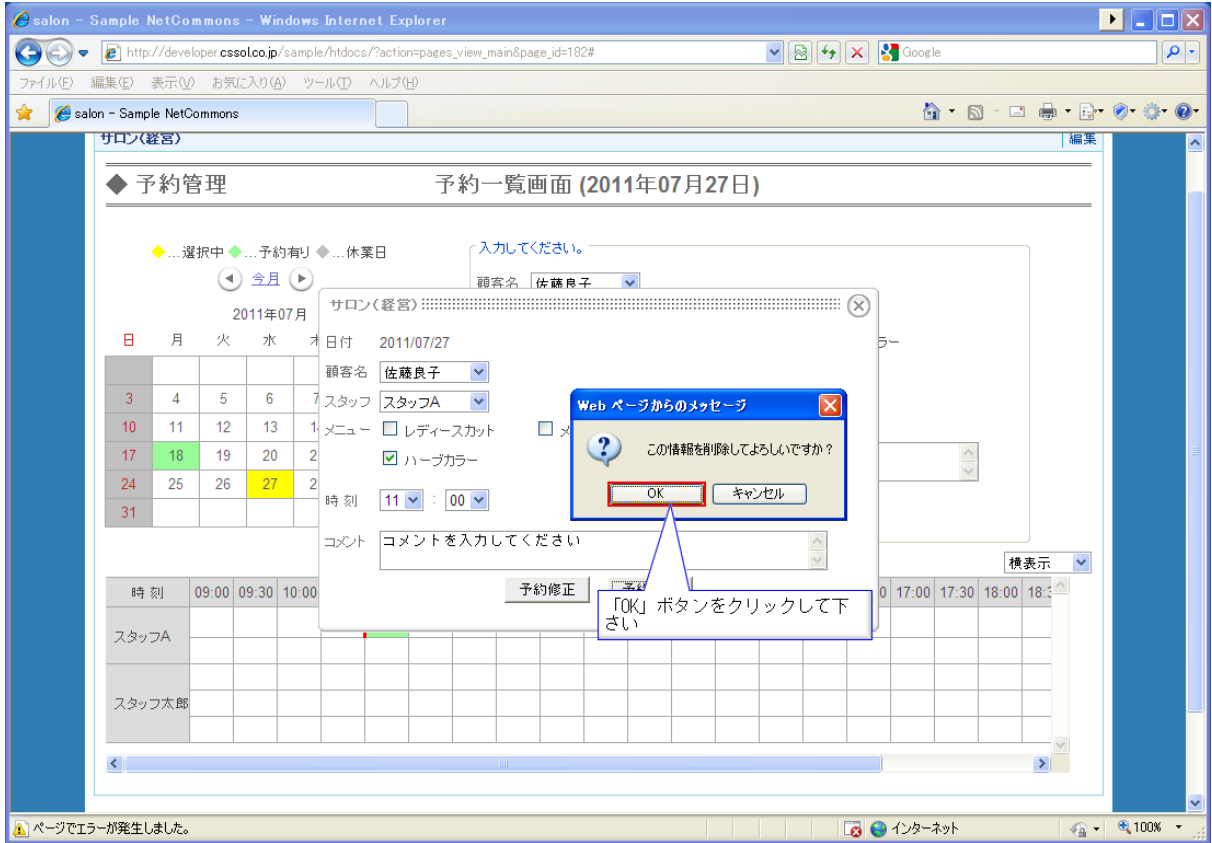 salon - Sample NetCommons - Windows Internet Explorer
http://developer.cssol.co.jp/sample/htdocs/?action=pages_view_main&page_id=182#
Google
ファイル(F) 編集(E) 表示(V) お気に入り(A) ツール(T) ヘルプ(H)
salon - Sample NetCommons
サロン(経営) 編集
◆ 予約管理 予約一覧画面 (2011年07月27日)
◆…選択中 ◆…予約有り ◆…休業日
入力してください。
今月
顧客名 佐藤良子
2011年07月
日 月 火 水
3 4 5 6 7
10 11 12 13
17 18 19 20 2
24 25 26 27 2
31
サロン(経営)
日付 2011/07/27
顧客名 佐藤良子
スタッフ スタッフA
メニュー レディースカット
ハーブカラー
時 刻 11 : 00
コメント コメントを入力してください
予約修正
ラー
Web ページからのメッセージ
この情報を削除してよろしいですか?
OK キャンセル
「OK」ボタンをクリックして下
さい
横表示
時 刻 09:00 09:30 10:00 17:00 17:30 18:00 18:3
スタッフA
スタッフ太郎
ページでエラーが発生しました。
インターネット
100%